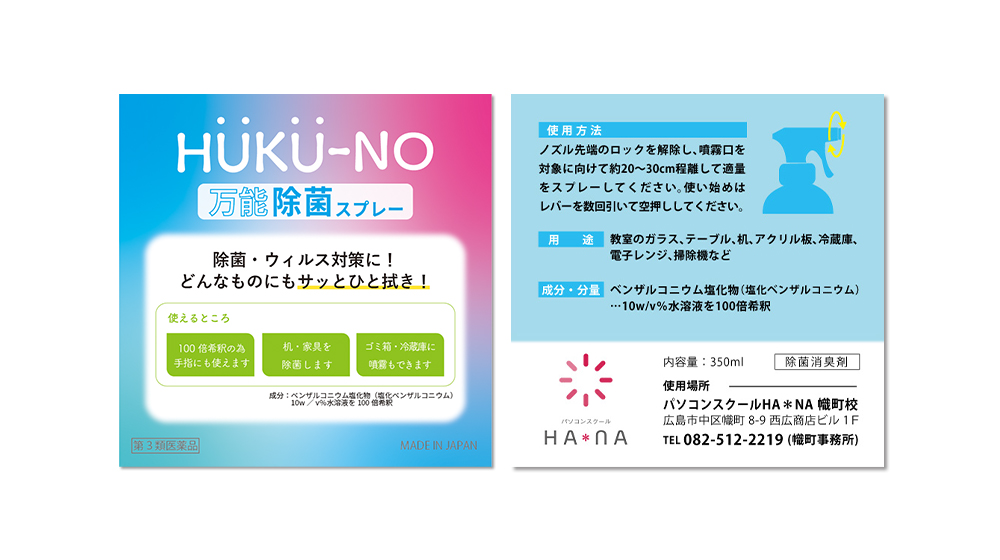 HÜKÜ-NO
万能除菌スプレー
除菌・ウィルス対策に！
どんなものにもサッとひと拭き！
使えるところ
100 倍希釈の為
手指にも使えます
机・家具を
除菌します
ゴミ箱・冷蔵庫に
噴霧もできます
成分：ベンザルコニウム塩化物（塩化ベンザルコニウム）
10w ／ v%水溶液を 100 倍希釈
第３類医薬品
MADE IN JAPAN
使用方法
ノズル先端のロックを解除し、噴霧口を
対象に向けて約20～30cm程離して適量
をスプレーしてください。使い始めは
レバーを数回引いて空押ししてください。
用　途 教室のガラス、テーブル、机、アクリル板、冷蔵庫、
電子レンジ、掃除機など
成分・分量 ベンザルコニウム塩化物（塩化ベンザルコニウム）
…10w/v%水溶液を100倍希釈
内容量：350ml 除菌消臭剤
使用場所
パソコンスクールHA＊NA 幟町校
広島市中区幟町 8-9 西広商店ビル 1F
TEL 082-512-2219 (幟町事務所)
パソコンスクール
HA＊NA